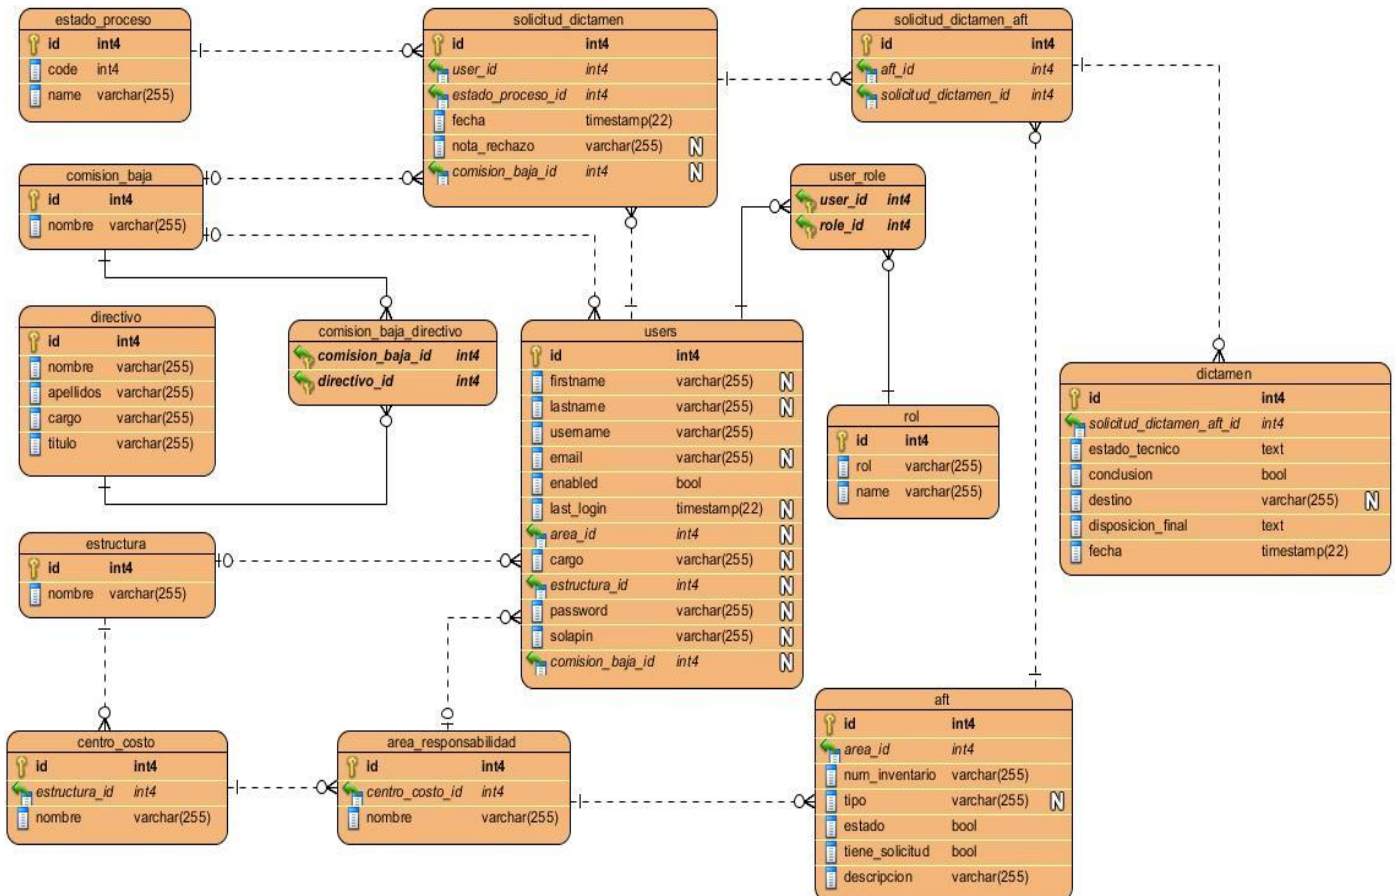 estado_proceso
id int4
code int4
name varchar(255)
solicitud_dictamen
id int4
user_id int4
estado_proceso_id int4
fecha timestamp(22)
nota_rechazo varchar(255) N
comision_baja_id int4 N
solicitud_dictamen_aft
id int4
aft_id int4
solicitud_dictamen_id int4
comision_baja
id int4
nombre varchar(255)
user_role
user_id int4
role_id int4
directivo
id int4
nombre varchar(255)
apellidos varchar(255)
cargo varchar(255)
titulo varchar(255)
comision_baja_directivo
comision_baja_id int4
directivo_id int4
users
id int4
firstname varchar(255) N
lastname varchar(255) N
username varchar(255)
email varchar(255) N
enabled bool
last_login timestamp(22) N
area_id int4 N
cargo varchar(255) N
estructura_id int4 N
password varchar(255) N
solapin varchar(255) N
comision_baja_id int4 N
rol
id int4
rol varchar(255)
name varchar(255)
dictamen
id int4
solicitud_dictamen_aft_id int4
estado_tecnico text
conclusion bool
destino varchar(255) N
disposicion_final text
fecha timestamp(22)
estructura
id int4
nombre varchar(255)
centro_costo
id int4
estructura_id int4
nombre varchar(255)
area_responsabilidad
id int4
centro_costo_id int4
nombre varchar(255)
aft
id int4
area_id int4
num_inventario varchar(255)
tipo varchar(255) N
estado bool
tiene_solicitud bool
descripcion varchar(255)